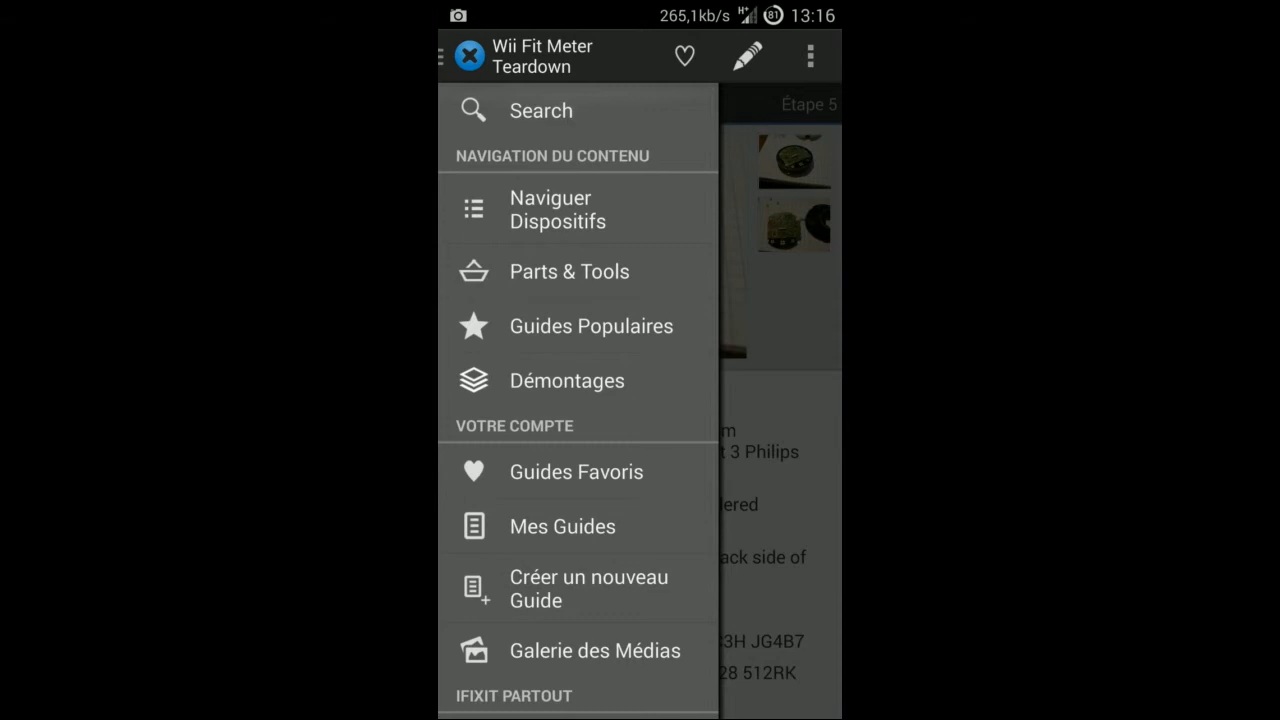 265,1kb/s H+ 81 13:16
Wii Fit Meter
Teardown
Search
Étape 5
NAVIGATION DU CONTENU
Naviguer
Dispositifs
Parts & Tools
Guides Populaires
Démontages
VOTRE COMPTE
m
t 3 Philips
Guides Favoris
ered
Mes Guides
ack side of
Créer un nouveau
Guide
3H JG4B7
Galerie des Médias
28 512RK
IFIXIT PARTOUT